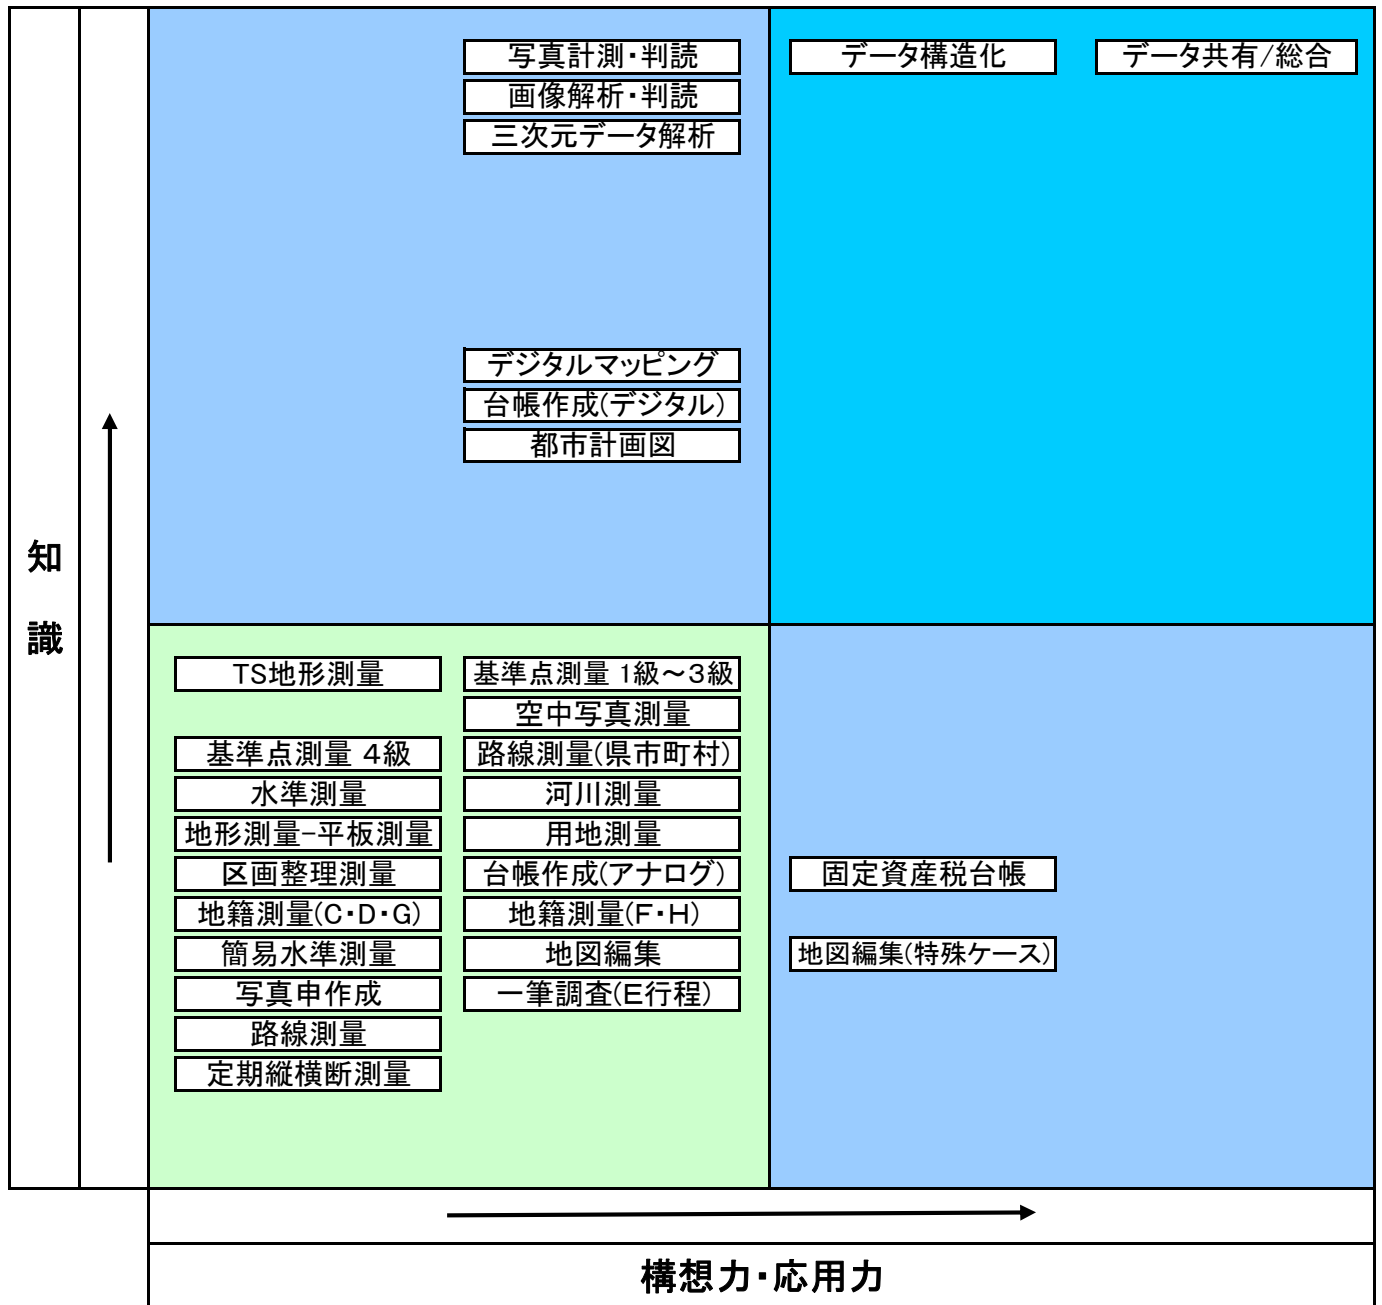 写真計測・判読
画像解析・判読
三次元データ解析
データ構造化
データ共有/総合
デジタルマッピング
台帳作成(デジタル)
都市計画図
知
識
TS地形測量
基準点測量 4級
水準測量
地形測量-平板測量
区画整理測量
地籍測量(C・D・G)
簡易水準測量
写真申作成
路線測量
定期縦横断測量
基準点測量 1級～3級
空中写真測量
路線測量(県市町村)
河川測量
用地測量
台帳作成(アナログ)
地籍測量(F・H)
地図編集
一筆調査(E行程)
固定資産税台帳
地図編集(特殊ケース)
構想力・応用力